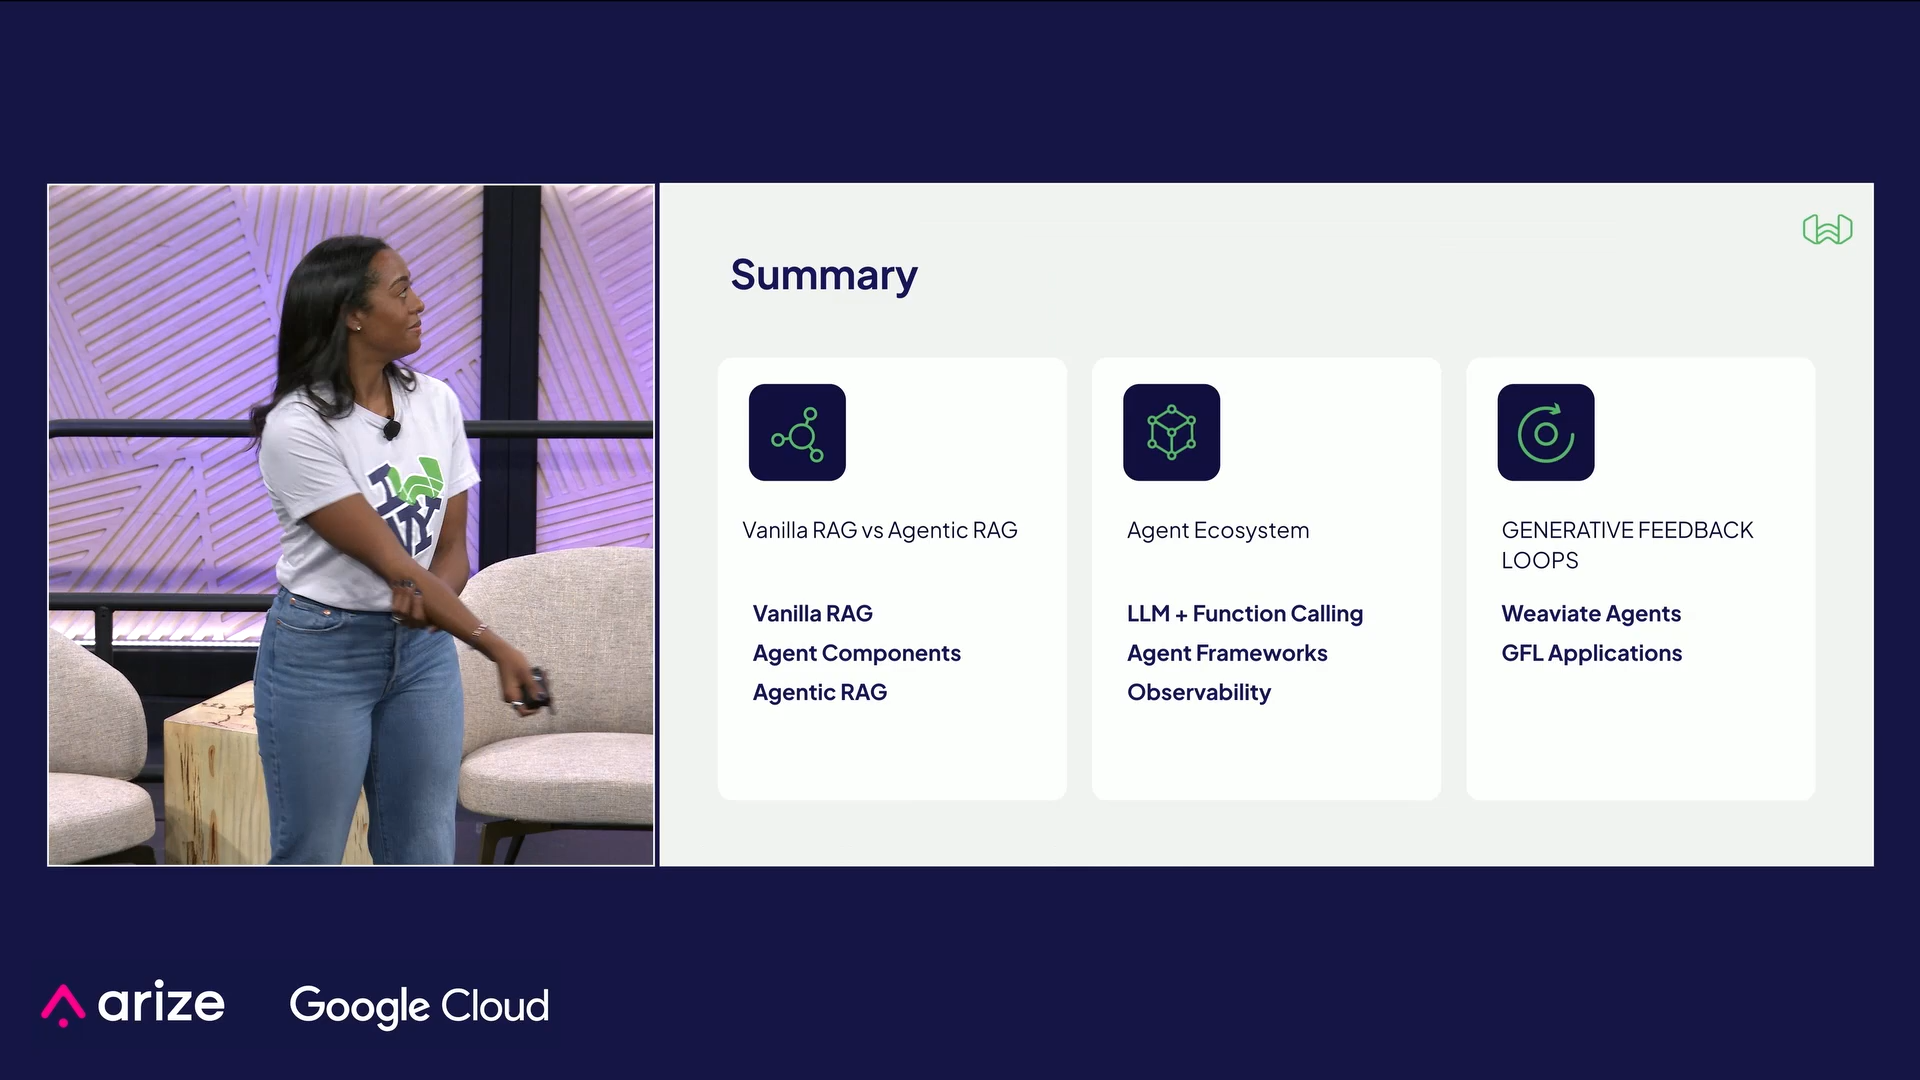 Summary
Vanilla RAG vs Agentic RAG
Vanilla RAG
Agent Components
Agentic RAG
Agent Ecosystem
LLM + Function Calling
Agent Frameworks
Observability
GENERATIVE FEEDBACK
LOOPS
Weaviate Agents
GFL Applications
arize
Google Cloud